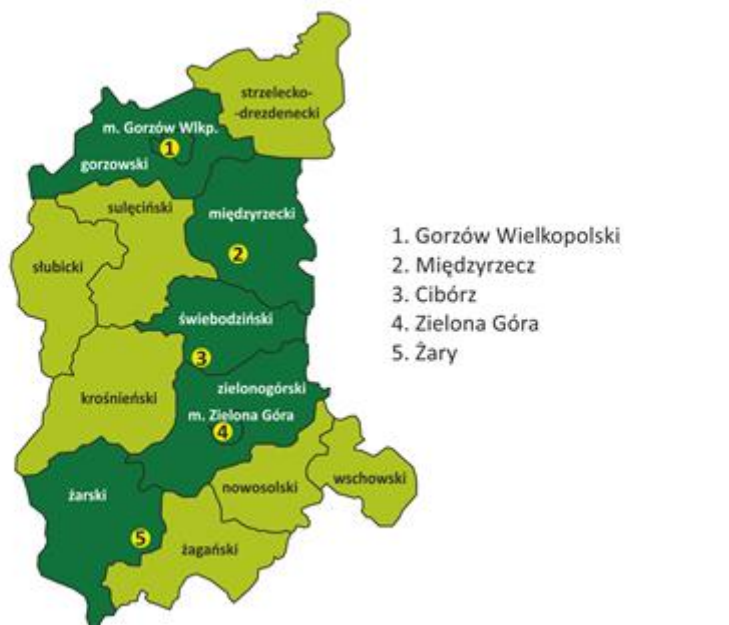 strzelecko-
-drezdenecki
m. Gorzów Wlkp.
1
gorzowski
sulęciński
międzyrzecki
2
słubicki
świebodziński
3
zielonogórski
krośnieński
m. Zielona Góra
4
żarski
nowosolski
wschowski
5
żagański
1. Gorzów Wielkopolski
2. Międzyrzecz
3. Cibórz
4. Zielona Góra
5. Żary